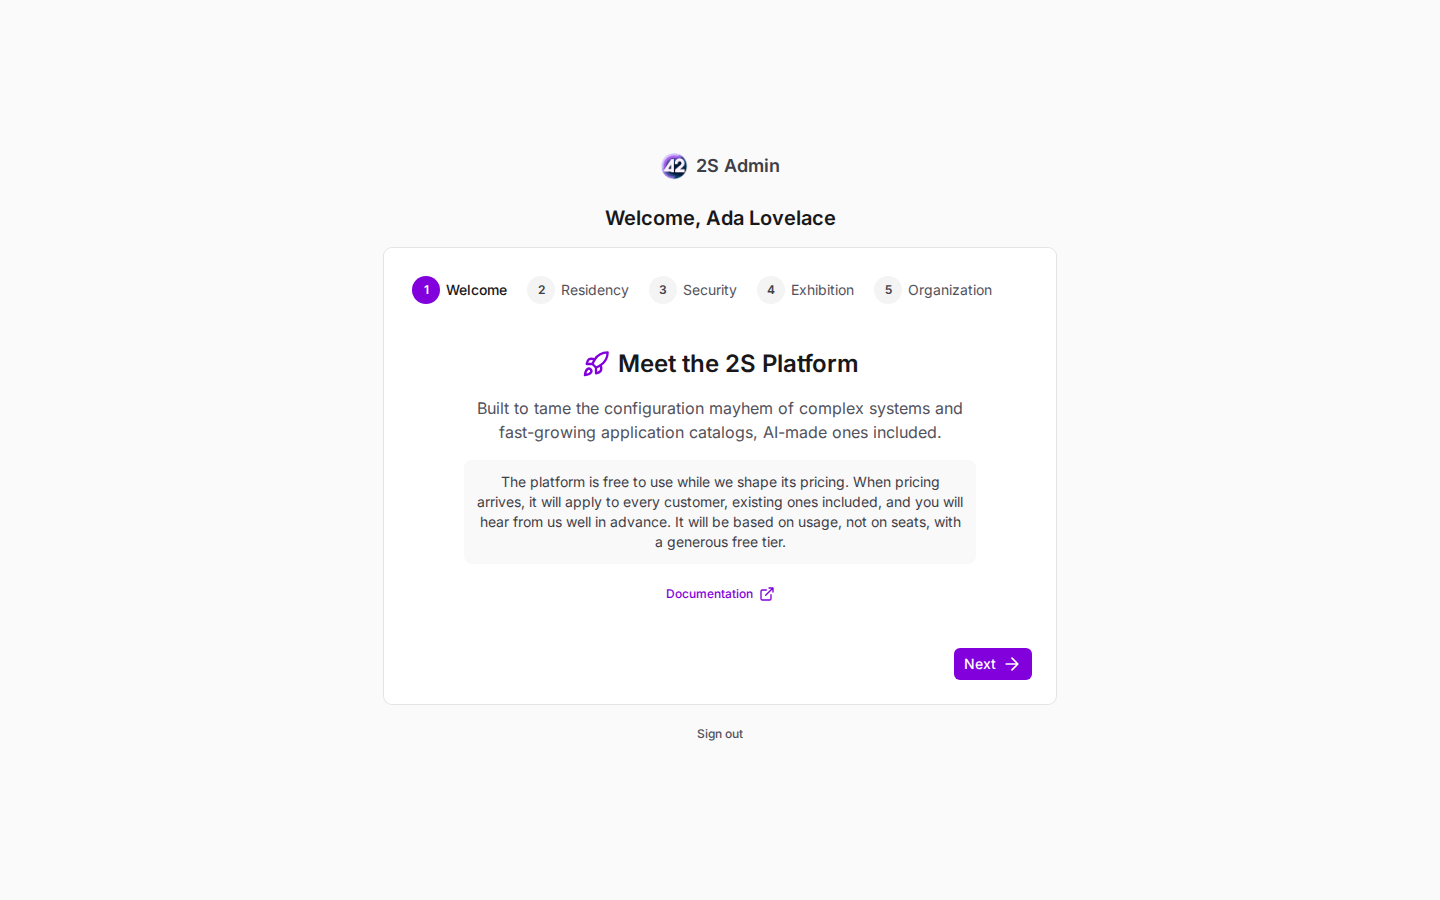 42 2S Admin
Welcome, Ada Lovelace
1 Welcome 2 Residency 3 Security 4 Exhibition 5 Organization
Meet the 2S Platform
Built to tame the configuration mayhem of complex systems and
fast-growing application catalogs, AI-made ones included.
The platform is free to use while we shape its pricing. When pricing
arrives, it will apply to every customer, existing ones included, and you will
hear from us well in advance. It will be based on usage, not on seats, with
a generous free tier.
Documentation
Next
Sign out